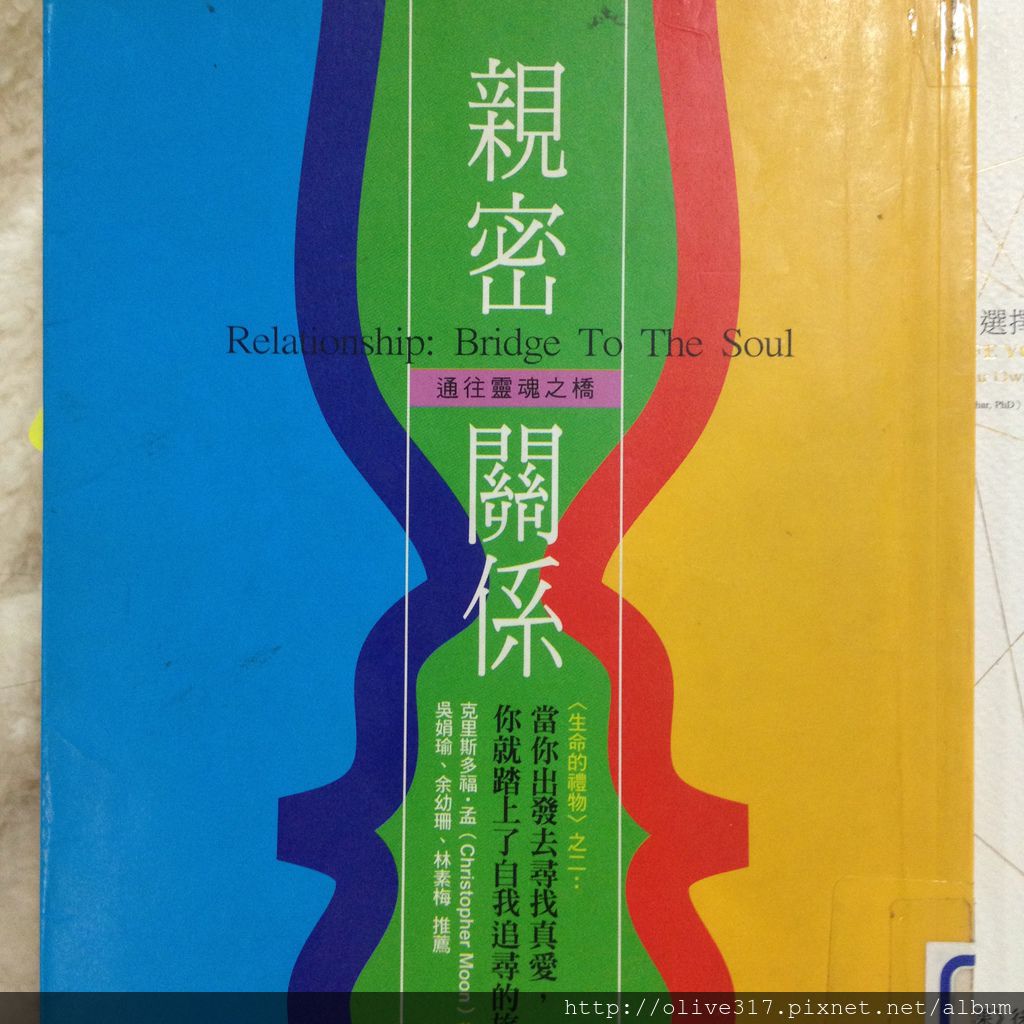 親密
Relationship: Bridge To The Soul
通往靈魂之橋
關係
〈生命的禮物〉之二：
當你出發去尋找真愛，
你就踏上了自我追尋的
克里斯多福・孟（Christopher Moon）
吳娟瑜、余幼珊、林素梅 推薦
選擇
har, PhD)
http://olive317.pixnet.net/album